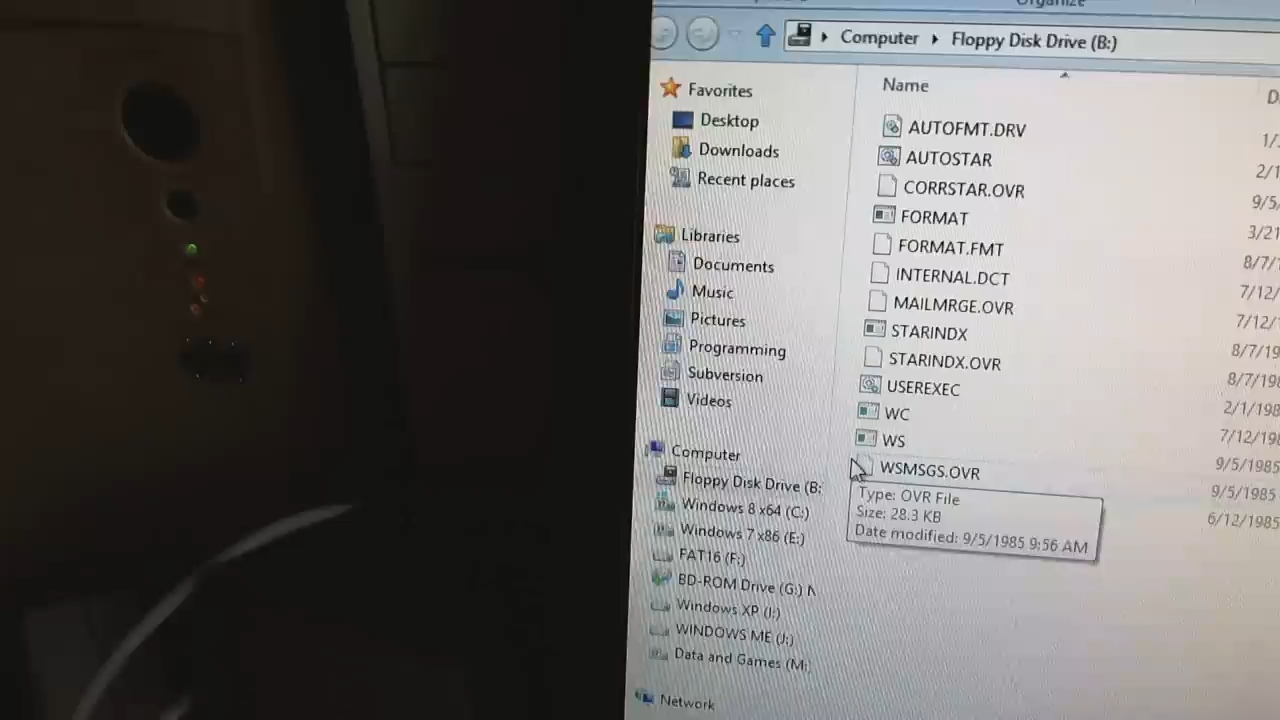 Organize
Computer ▸ Floppy Disk Drive (B:)
Favorites
Desktop
Downloads
Recent places
Libraries
Documents
Music
Pictures
Programming
Subversion
Videos
Computer
Floppy Disk Drive (B:
Windows 8 x64 (C:)
Windows 7 x86 (E:)
FAT16 (F:)
BD-ROM Drive (G:) N
Windows XP (I:)
WINDOWS ME (J:)
Data and Games (M:
Network
Name D
AUTOFMT.DRV 1/
AUTOSTAR 2/1
CORRSTAR.OVR 9/5/
FORMAT 3/21
FORMAT.FMT 8/7/
INTERNAL.DCT 7/12/
MAILMRGE.OVR 7/12/
STARINDX 8/7/19
STARINDX.OVR 8/7/198
USEREXEC 2/1/198
WC 7/12/198
WS 9/5/1985
WSMSGS.OVR 9/5/1985
6/12/1985
Type: OVR File
Size: 28.3 KB
Date modified: 9/5/1985 9:56 AM